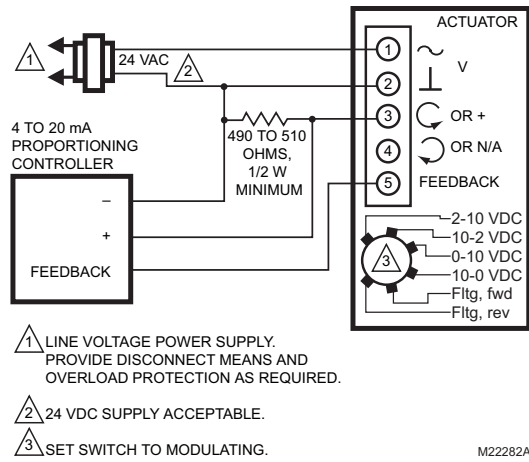 ACTUATOR
1
24 VAC
2
1
V
2
4 TO 20 mA
PROPORTIONING
CONTROLLER
490 TO 510
OHMS,
1/2 W
MINIMUM
3
OR +
4
OR N/A
5
FEEDBACK
–
+
FEEDBACK
2-10 VDC
10-2 VDC
0-10 VDC
10-0 VDC
Fltg, fwd
Fltg, rev
3
1 LINE VOLTAGE POWER SUPPLY.
PROVIDE DISCONNECT MEANS AND
OVERLOAD PROTECTION AS REQUIRED.
2 24 VDC SUPPLY ACCEPTABLE.
3 SET SWITCH TO MODULATING.
M22282A